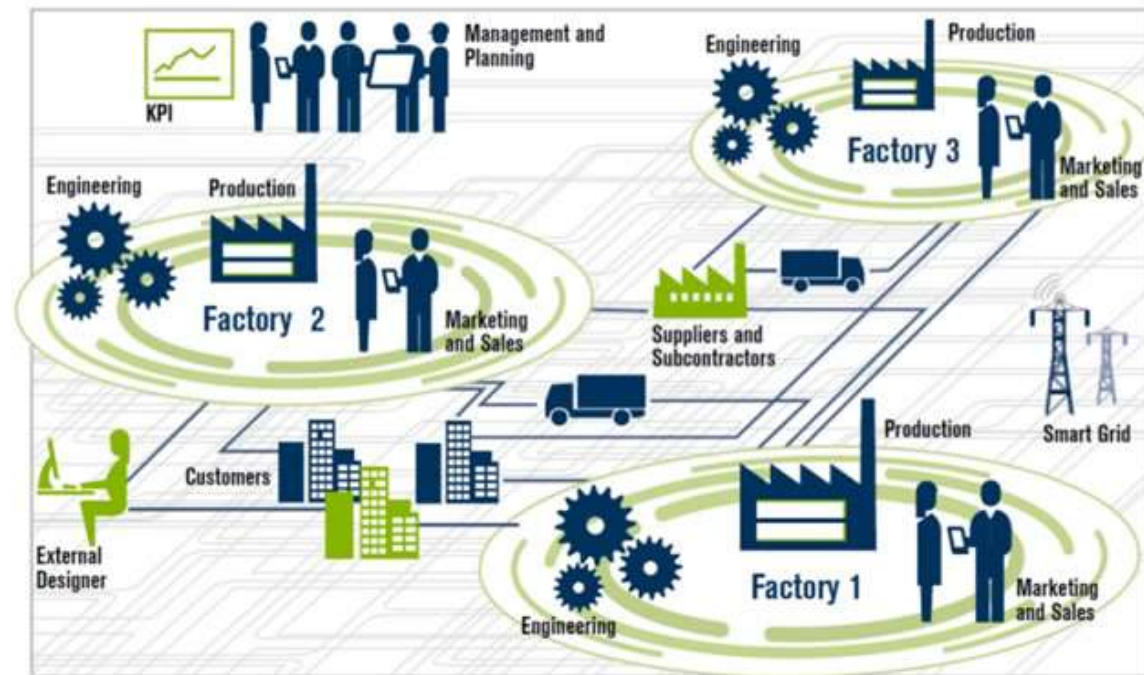 KPI
Management and
Planning
Engineering
Production
Factory 3
Marketing
and Sales
Engineering
Production
Factory 2
Marketing
and Sales
Suppliers and
Subcontractors
Smart Grid
Customers
External
Designer
Production
Factory 1
Engineering
Marketing
and Sales